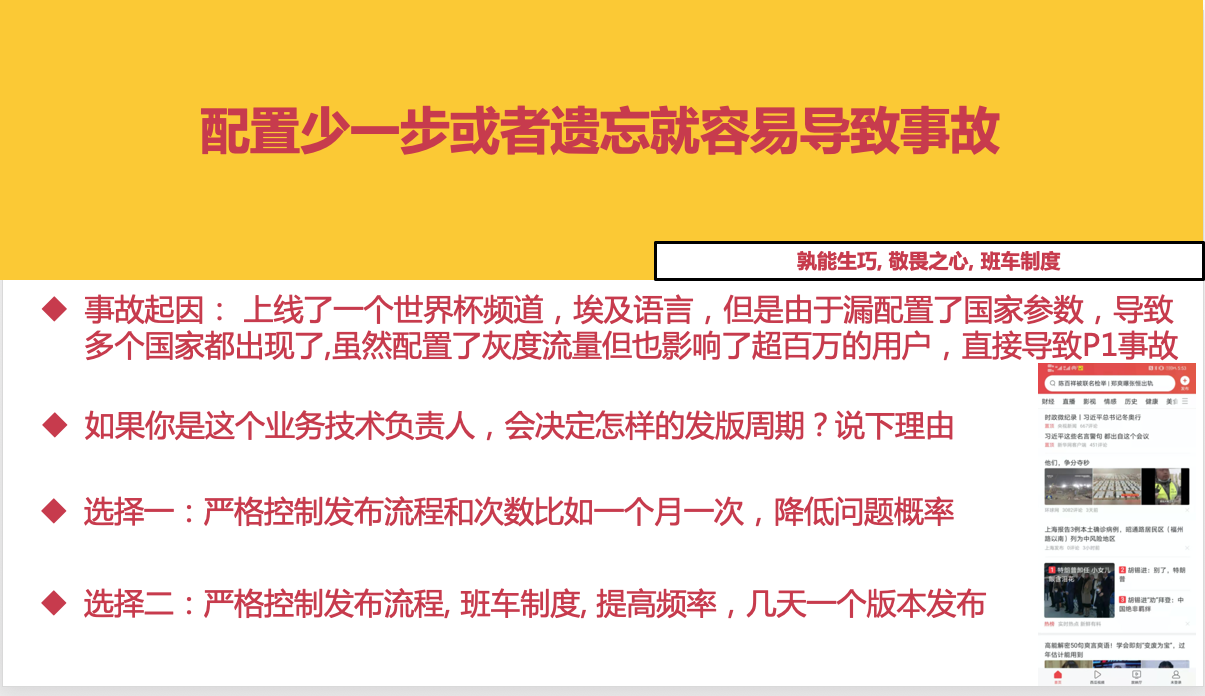 配置少一步或者遗忘就容易导致事故
孰能生巧, 敬畏之心, 班车制度
事故起因： 上线了一个世界杯频道，埃及语言，但是由于漏配置了国家参数，导致
多个国家都出现了,虽然配置了灰度流量但也影响了超百万的用户，直接导致P1事故
如果你是这个业务技术负责人，会决定怎样的发版周期？说下理由
选择一：严格控制发布流程和次数比如一个月一次，降低问题概率
选择二：严格控制发布流程, 班车制度, 提高频率，几天一个版本发布
陈百祥被联名检举 | 郑爽曝张恒出轨
财经 直播 影视 情感 历史 健康
时政微纪录丨习近平总书记冬奥行
习近平这些名言警句 都出自这个会议
他们，争分夺秒
上海报告3例本土确诊病例，昭通路居民区（福州
路以南）列为中风险地区
1 特朗普卸任 小女儿
2 胡锡进：别了，特朗
普
3 胡锡进"劝"拜登：中
国绝非羁绊
高能解密50句爽言爽语！学会即刻"变废为宝"，过
年估计能用到